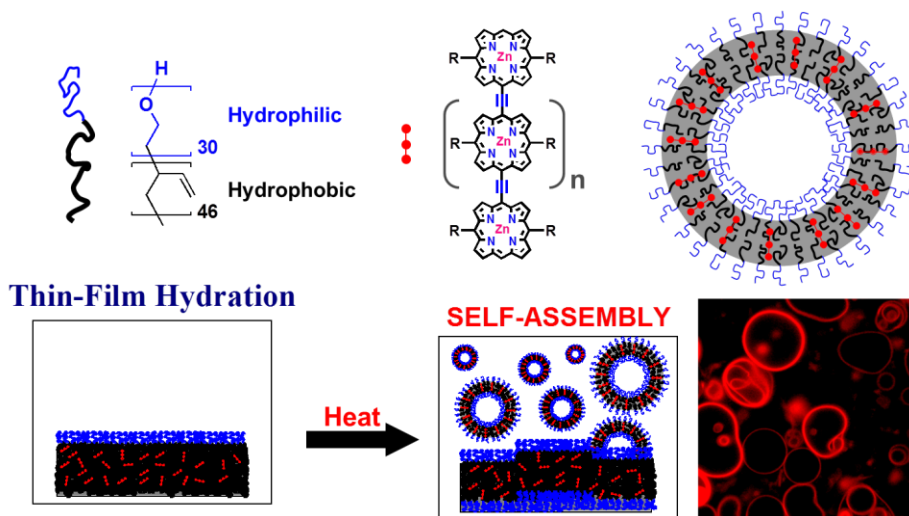 H
O
Hydrophilic
30
Hydrophobic
46
R
N
N
Zn
N
N
R
R
N
N
Zn
N
N
R
n
R
N
N
Zn
N
N
R
Thin-Film Hydration
SELF-ASSEMBLY
Heat